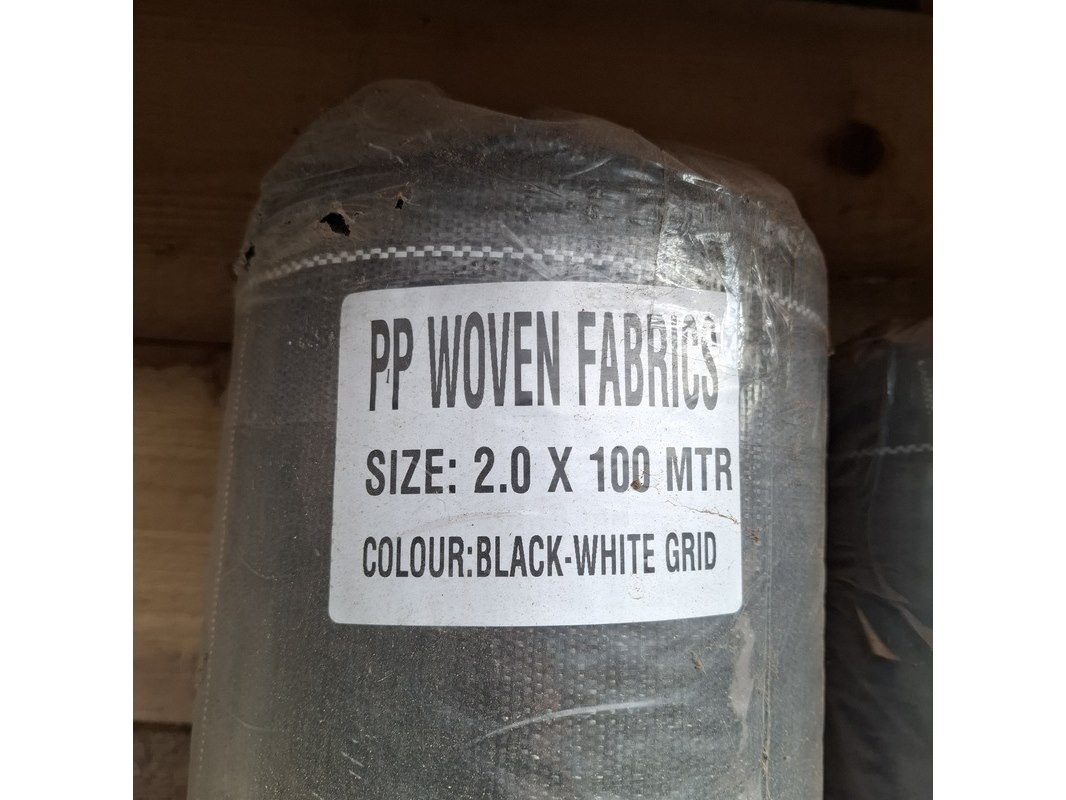 PP WOVEN FABRICS
SIZE: 2.0 X 100 MTR
COLOUR:BLACK-WHITE GRID